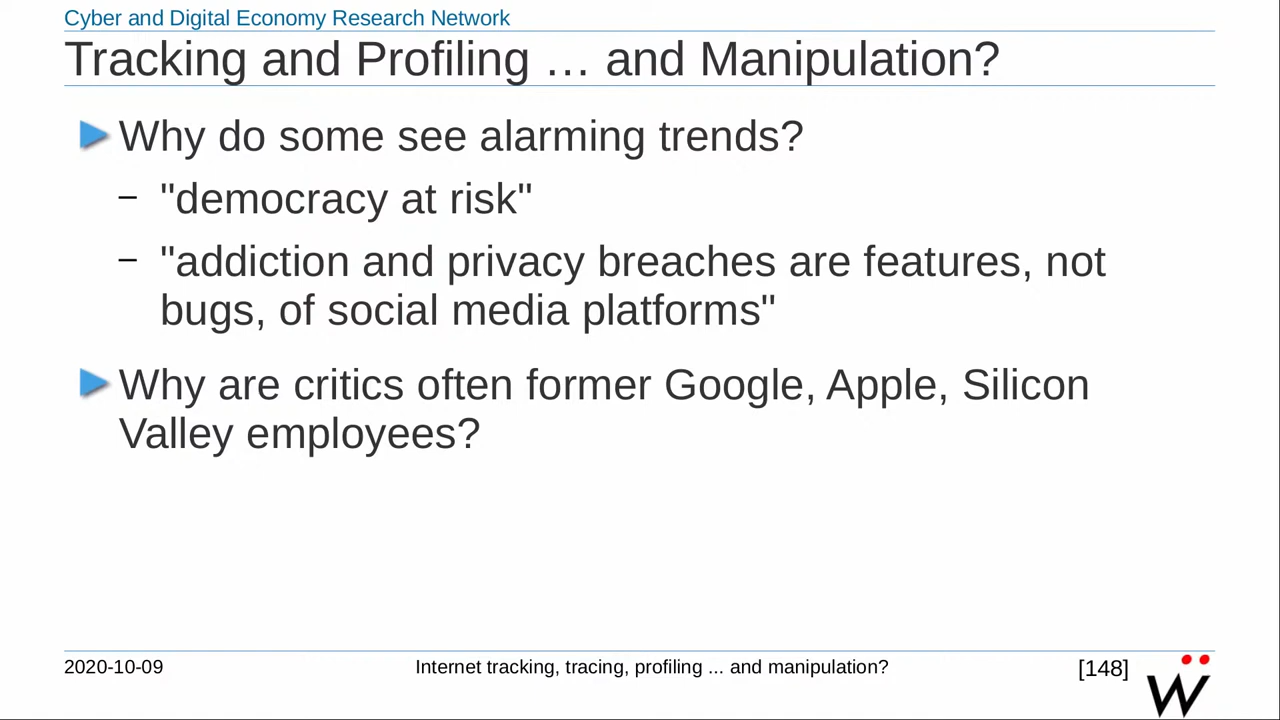 Cyber and Digital Economy Research Network
Tracking and Profiling … and Manipulation?
Why do some see alarming trends?
– "democracy at risk"
– "addiction and privacy breaches are features, not
bugs, of social media platforms"
Why are critics often former Google, Apple, Silicon
Valley employees?
2020-10-09
Internet tracking, tracing, profiling ... and manipulation?
[148]
Ẅ